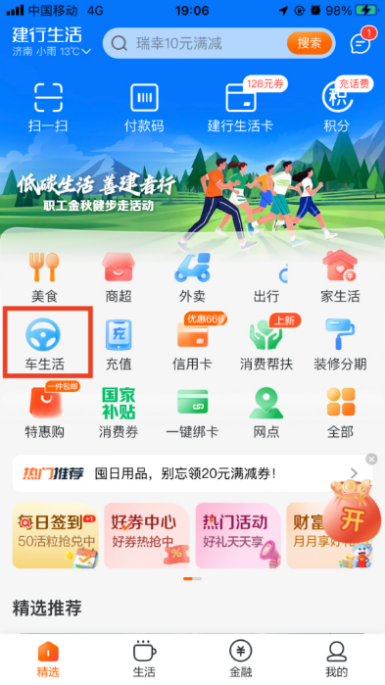 中国移动 4G 19:06 98%
建行生活
济南 小雨 13℃
瑞幸10元满减
搜索
1
128元券 充话费
积
扫一扫 付款码 建行生活卡 积分
低碳生活 善建者行
职工金秋健步走活动
美食 商超 外卖 出行 家生活
优惠66 上新
充
车生活 充值 信用卡 消费帮扶 装修分期
一件包邮
国家
补贴
特惠购 消费券 一键绑卡 网点 全部
热门推荐 囤日用品，别忘领20元满减券！
每日签到 好券中心 热门活动 财富
50活粒抢兑中 好券热抢中 好礼天天享 月月享好
开
精选推荐
精选 生活 金融 我的